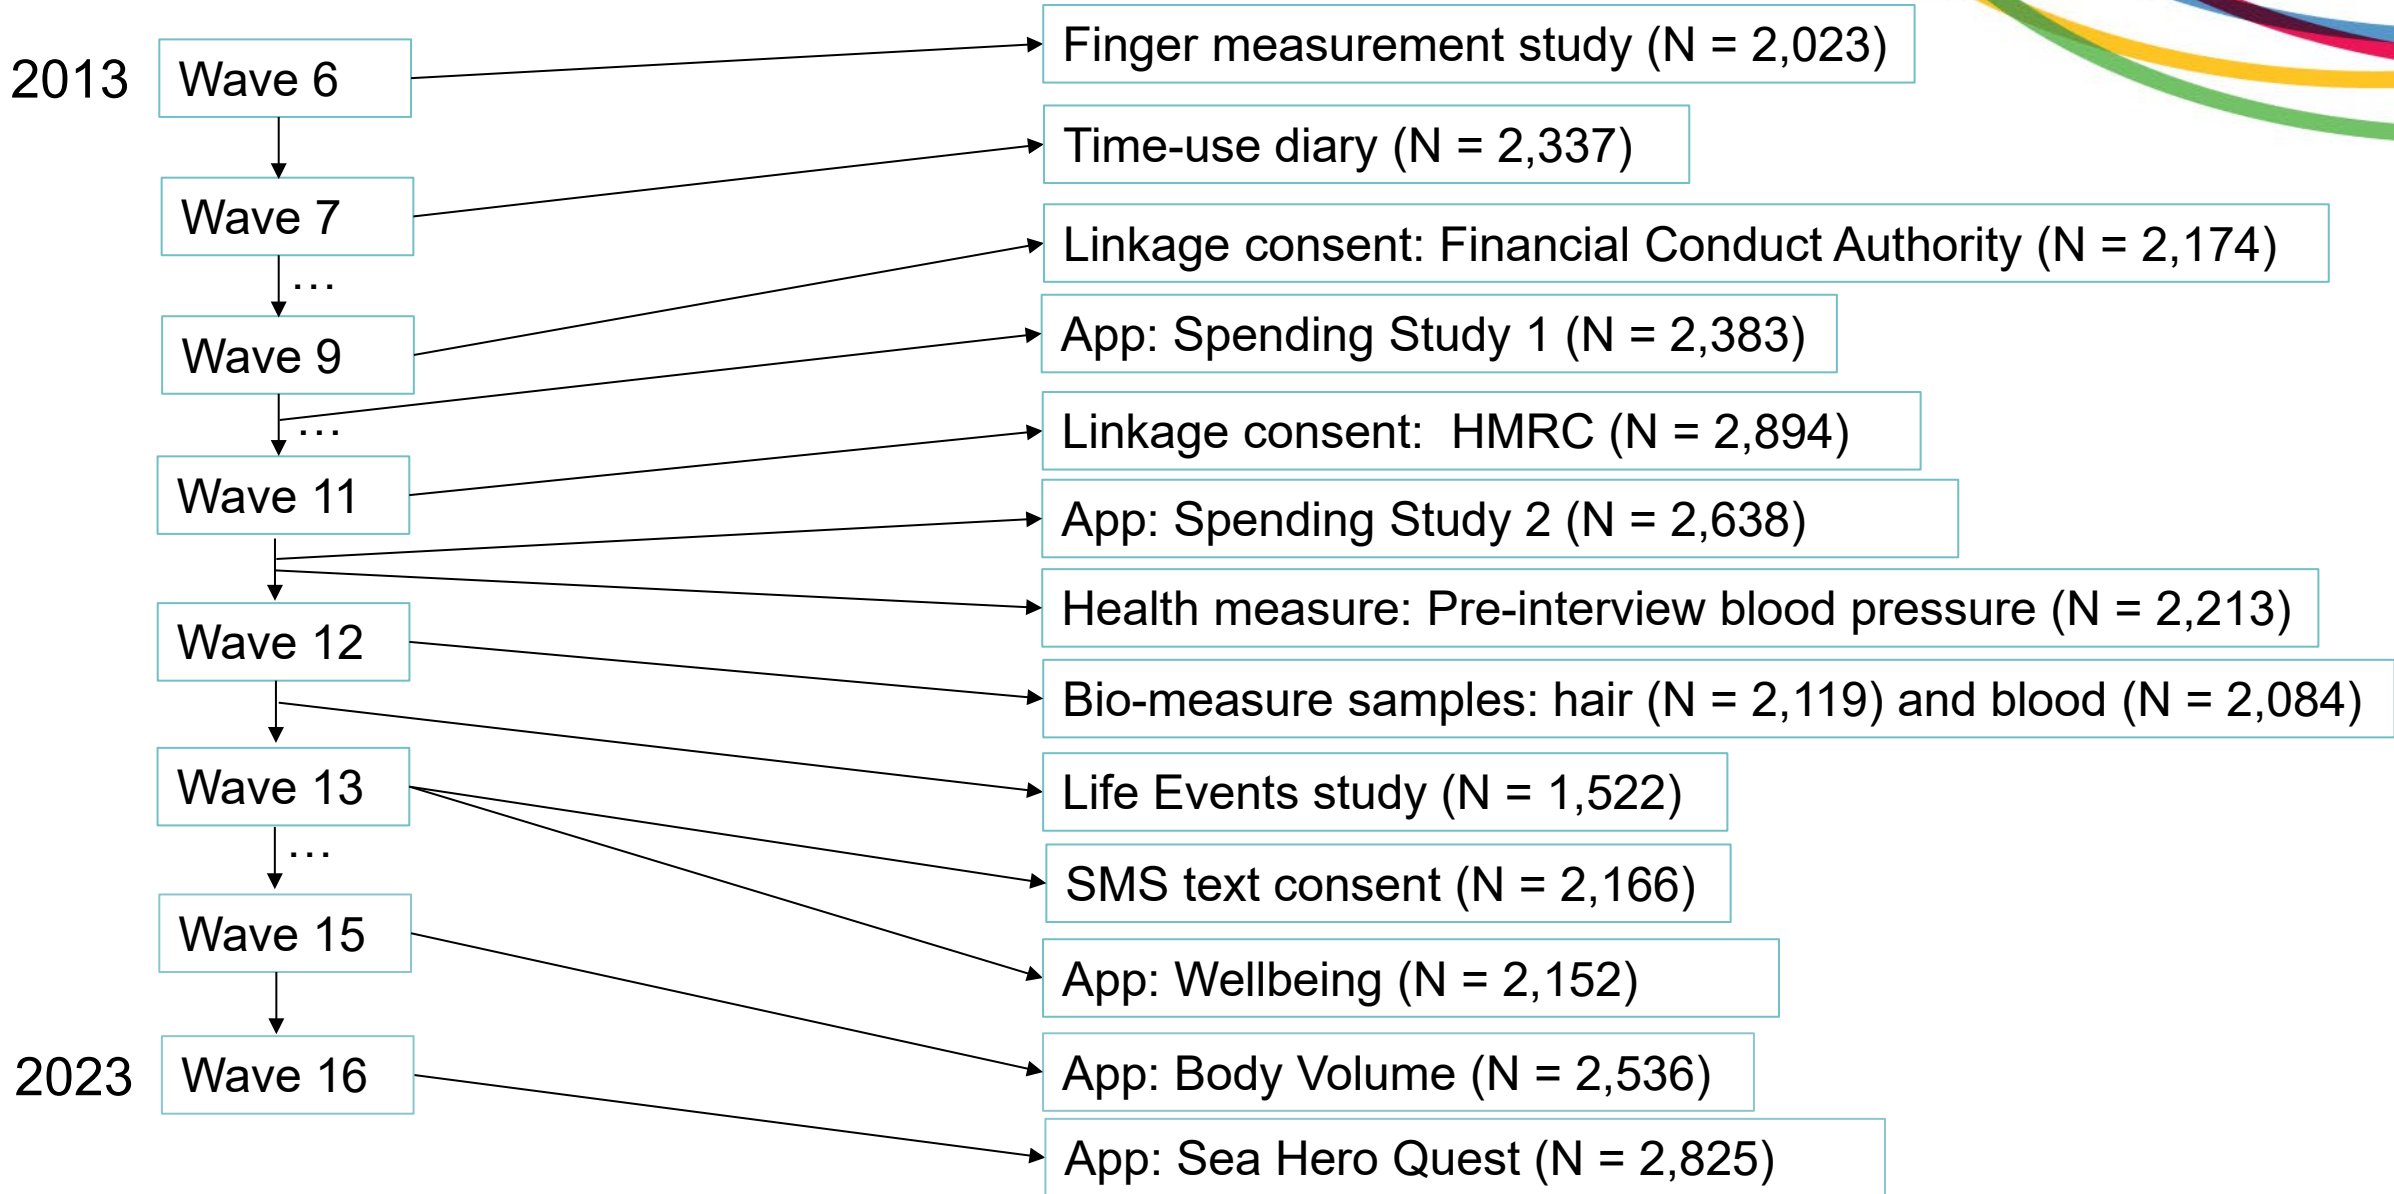 2013
Wave 6
Finger measurement study (N = 2,023)
Wave 7
Time-use diary (N = 2,337)
...
Wave 9
Linkage consent: Financial Conduct Authority (N = 2,174)
...
App: Spending Study 1 (N = 2,383)
Wave 11
Linkage consent:  HMRC (N = 2,894)
App: Spending Study 2 (N = 2,638)
Health measure: Pre-interview blood pressure (N = 2,213)
Wave 12
Bio-measure samples: hair (N = 2,119) and blood (N = 2,084)
Life Events study (N = 1,522)
Wave 13
SMS text consent (N = 2,166)
App: Wellbeing (N = 2,152)
...
Wave 15
App: Body Volume (N = 2,536)
2023
Wave 16
App: Sea Hero Quest (N = 2,825)